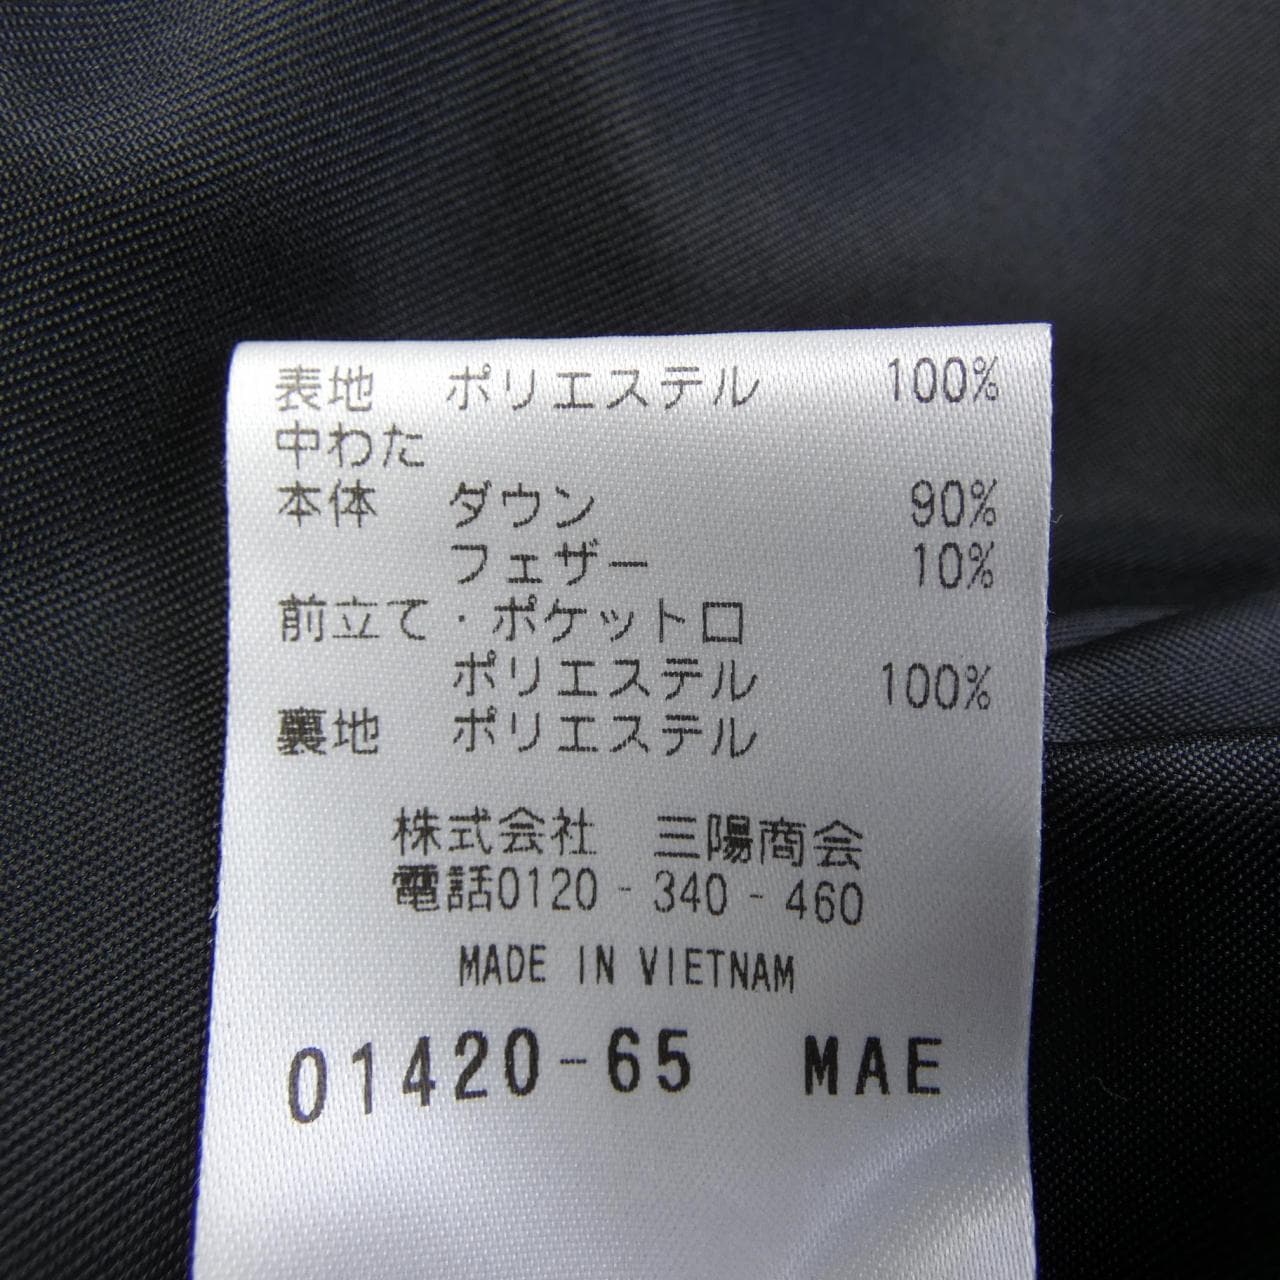 表地 ポリエステル 100%
中わた
本体 ダウン 90%
フェザー 10%
前立て・ポケット口
ポリエステル 100%
裏地 ポリエステル
株式会社 三陽商会
電話0120-340-460
MADE IN VIETNAM
01420-65 MAE